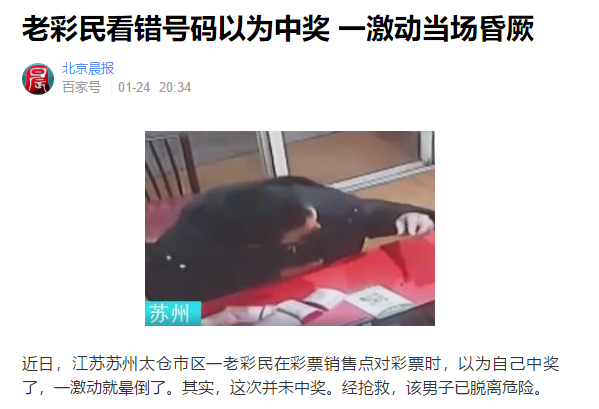 老彩民看错号码以为中奖 一激动当场昏厥
北京晨报
百家号 01-24 20:34
苏州
近日，江苏苏州太仓市区一老彩民在彩票销售点对彩票时，以为自己中奖
了，一激动就晕倒了。其实，这次并未中奖。经抢救，该男子已脱离危险。